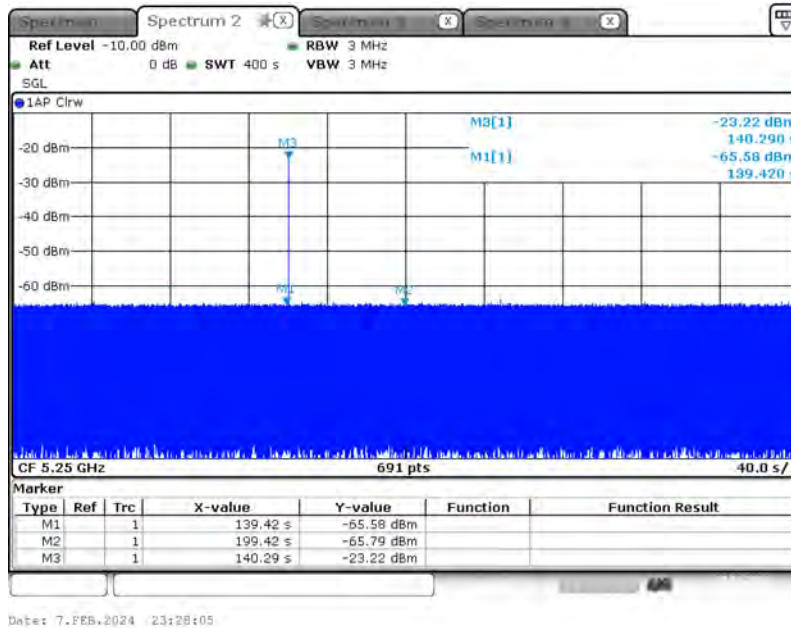 Spectrum 2 X
X
X
Ref Level -10.00 dBm RBW 3 MHz
Att 0 dB SWT 400 s VBW 3 MHz
SGL
1AP Clrw
M3[1] -23.22 dBm
140.290 s
M1[1] -65.58 dBm
139.420 s
-20 dBm
M3
-30 dBm
-40 dBm
-50 dBm
-60 dBm
M1 M2
CF 5.25 GHz 691 pts 40.0 s/
Marker
Type Ref Trc X-value Y-value Function Function Result
M1 1 139.42 s -65.58 dBm
M2 1 199.42 s -65.79 dBm
M3 1 140.29 s -23.22 dBm
Date: 7.FEB.2024 23:28:05